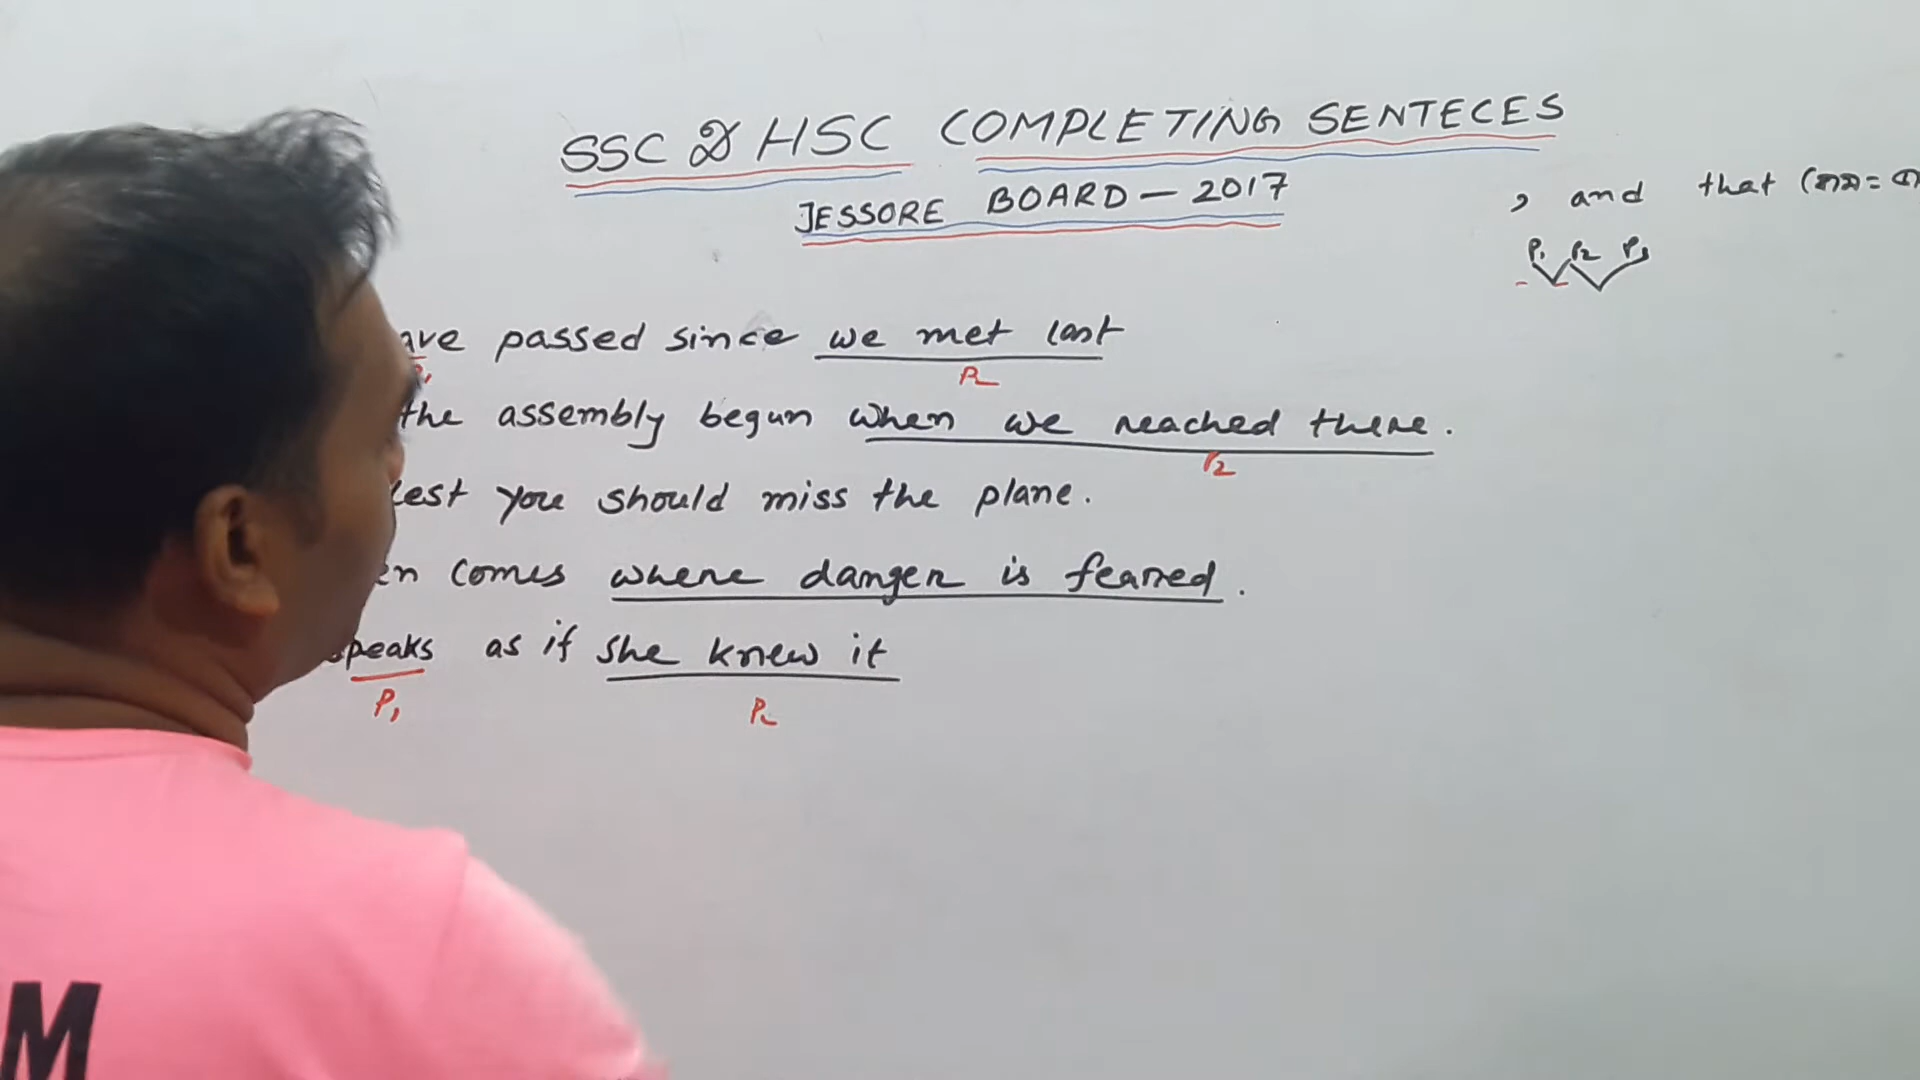 SSC & HSC COMPLETING SENTECES
JESSORE BOARD — 2017
, and that
P1 P2 P3
ave passed since we met last
P2
the assembly begun when we reached there.
P2
lest you should miss the plane.
en comes where danger is feared.
speaks as if she knew it
P1 P2
M